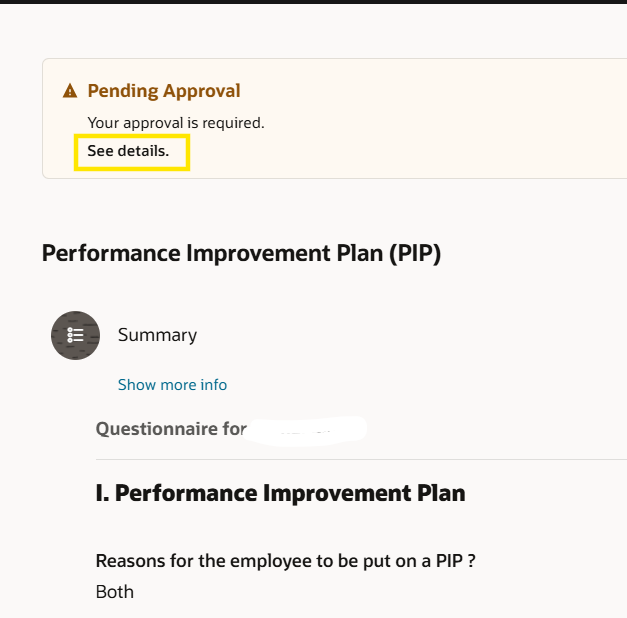 Pending Approval
Your approval is required.
See details.
Performance Improvement Plan (PIP)
Summary
Show more info
Questionnaire for
I. Performance Improvement Plan
Reasons for the employee to be put on a PIP ?
Both